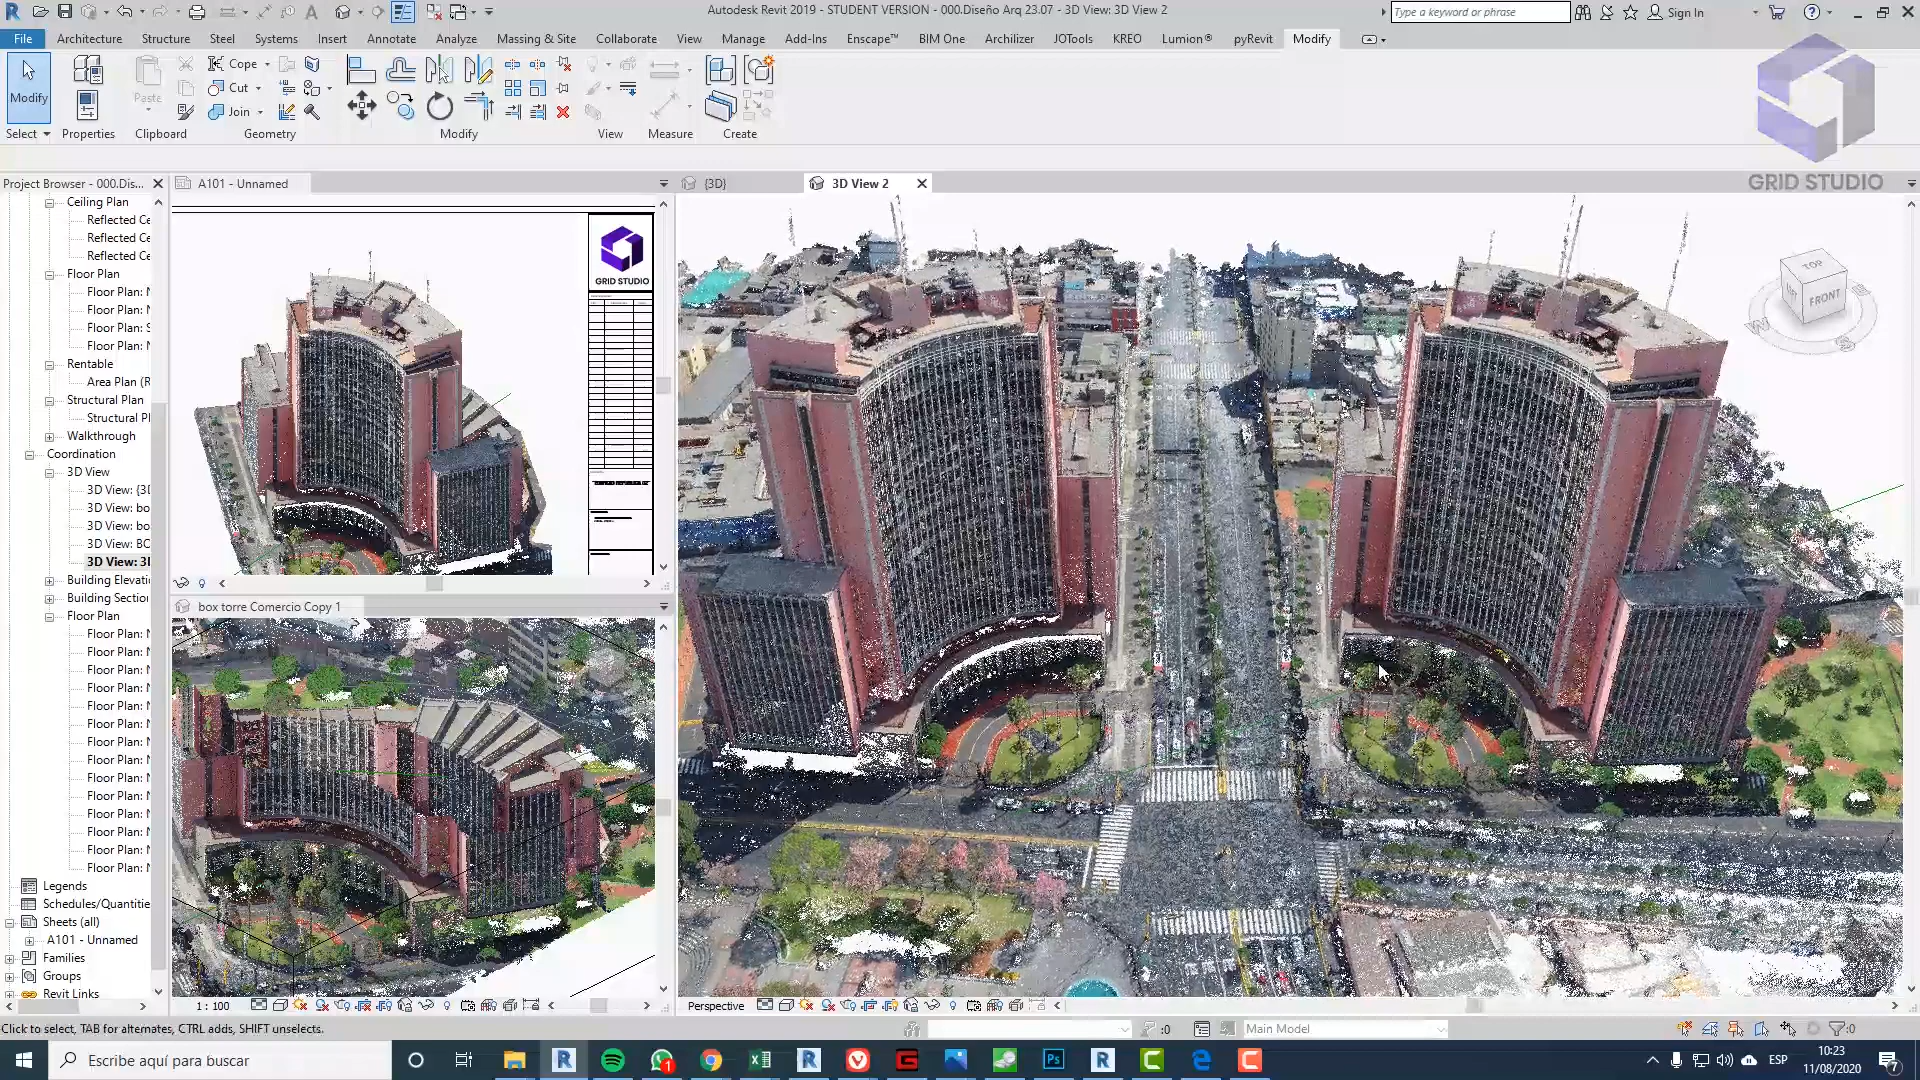 Autodesk Revit 2019 - STUDENT VERSION - 000.Diseño Arq 23.07 - 3D View: 3D View 2
Type a keyword or phrase
Sign In
File Architecture Structure Steel Systems Insert Annotate Analyze Massing & Site Collaborate View Manage Add-Ins Enscape™ BIM One Archilizer JOTools KREO Lumion® pyRevit Modify
Modify
Paste
Cope
Cut
Join
Select Properties Clipboard Geometry Modify View Measure Create
GRID STUDIO
Project Browser - 000.Dis...
A101 - Unnamed
{3D}
3D View 2
Ceiling Plan
Reflected Ce
Reflected Ce
Reflected Ce
Floor Plan
Floor Plan: N
Floor Plan: N
Floor Plan: S
Floor Plan: N
Rentable
Area Plan (R
Structural Plan
Structural Pl
Walkthrough
Coordination
3D View
3D View: {3D
3D View: bo
3D View: bo
3D View: BC
3D View: 3D
Building Elevati
Building Section
Floor Plan
Floor Plan: N
Floor Plan: N
Floor Plan: N
Floor Plan: N
Floor Plan: N
Floor Plan: N
Floor Plan: N
Floor Plan: N
Floor Plan: N
Floor Plan: N
Floor Plan: N
Floor Plan: N
Floor Plan: N
Floor Plan: N
Legends
Schedules/Quantitie
Sheets (all)
A101 - Unnamed
Families
Groups
Revit Links
GRID STUDIO
box torre Comercio Copy 1
TOP
FRONT
W
S
1 : 100
Perspective
Click to select, TAB for alternates, CTRL adds, SHIFT unselects.
:0
Main Model
:0
Escribe aquí para buscar
1
Ps
ESP
10:23
11/08/2020
7